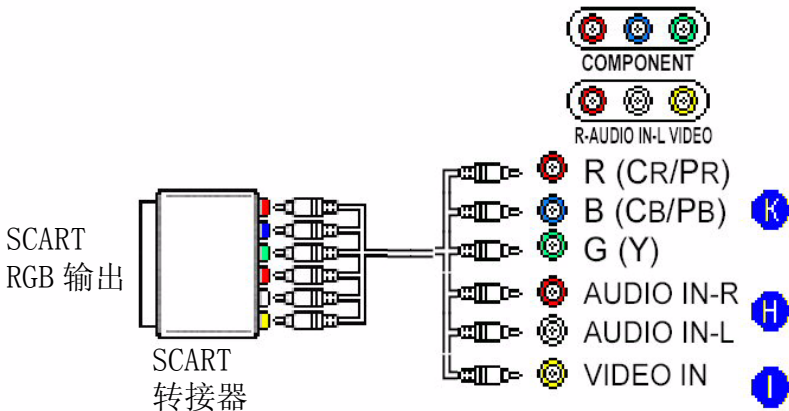 COMPONENT
R-AUDIO IN-L VIDEO
R (CR/PR)
B (CB/PB)
K
G (Y)
SCART
RGB 输出
AUDIO IN-R
H
AUDIO IN-L
SCART
转接器
VIDEO IN
I